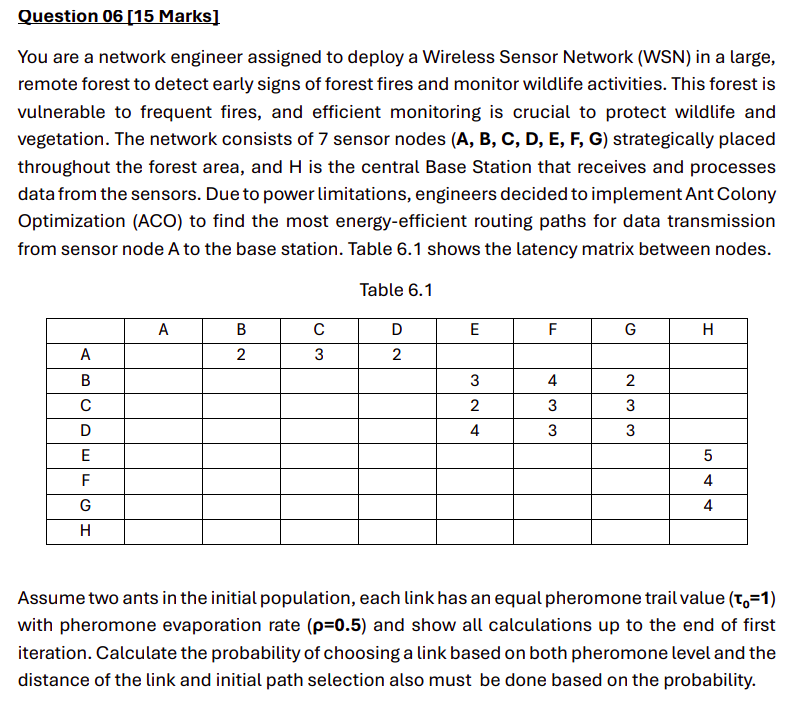 Question 06 [15 Marks]
You are a network engineer assigned to deploy a Wireless Sensor Network (WSN) in a large,
remote forest to detect early signs of forest fires and monitor wildlife activities. This forest is
vulnerable to frequent fires, and efficient monitoring is crucial to protect wildlife and
vegetation. The network consists of 7 sensor nodes (A, B, C, D, E, F, G) strategically placed
throughout the forest area, and H is the central Base Station that receives and processes
data from the sensors. Due to power limitations, engineers decided to implement Ant Colony
Optimization (ACO) to find the most energy-efficient routing paths for data transmission
from sensor node A to the base station. Table 6.1 shows the latency matrix between nodes.
Table 6.1
A B C D E F G H
A 2 3 2
B 3 4 2
C 2 3 3
D 4 3 3
E 5
F 4
G 4
H
Assume two ants in the initial population, each link has an equal pheromone trail value (τ₀=1)
with pheromone evaporation rate (ρ=0.5) and show all calculations up to the end of first
iteration. Calculate the probability of choosing a link based on both pheromone level and the
distance of the link and initial path selection also must be done based on the probability.